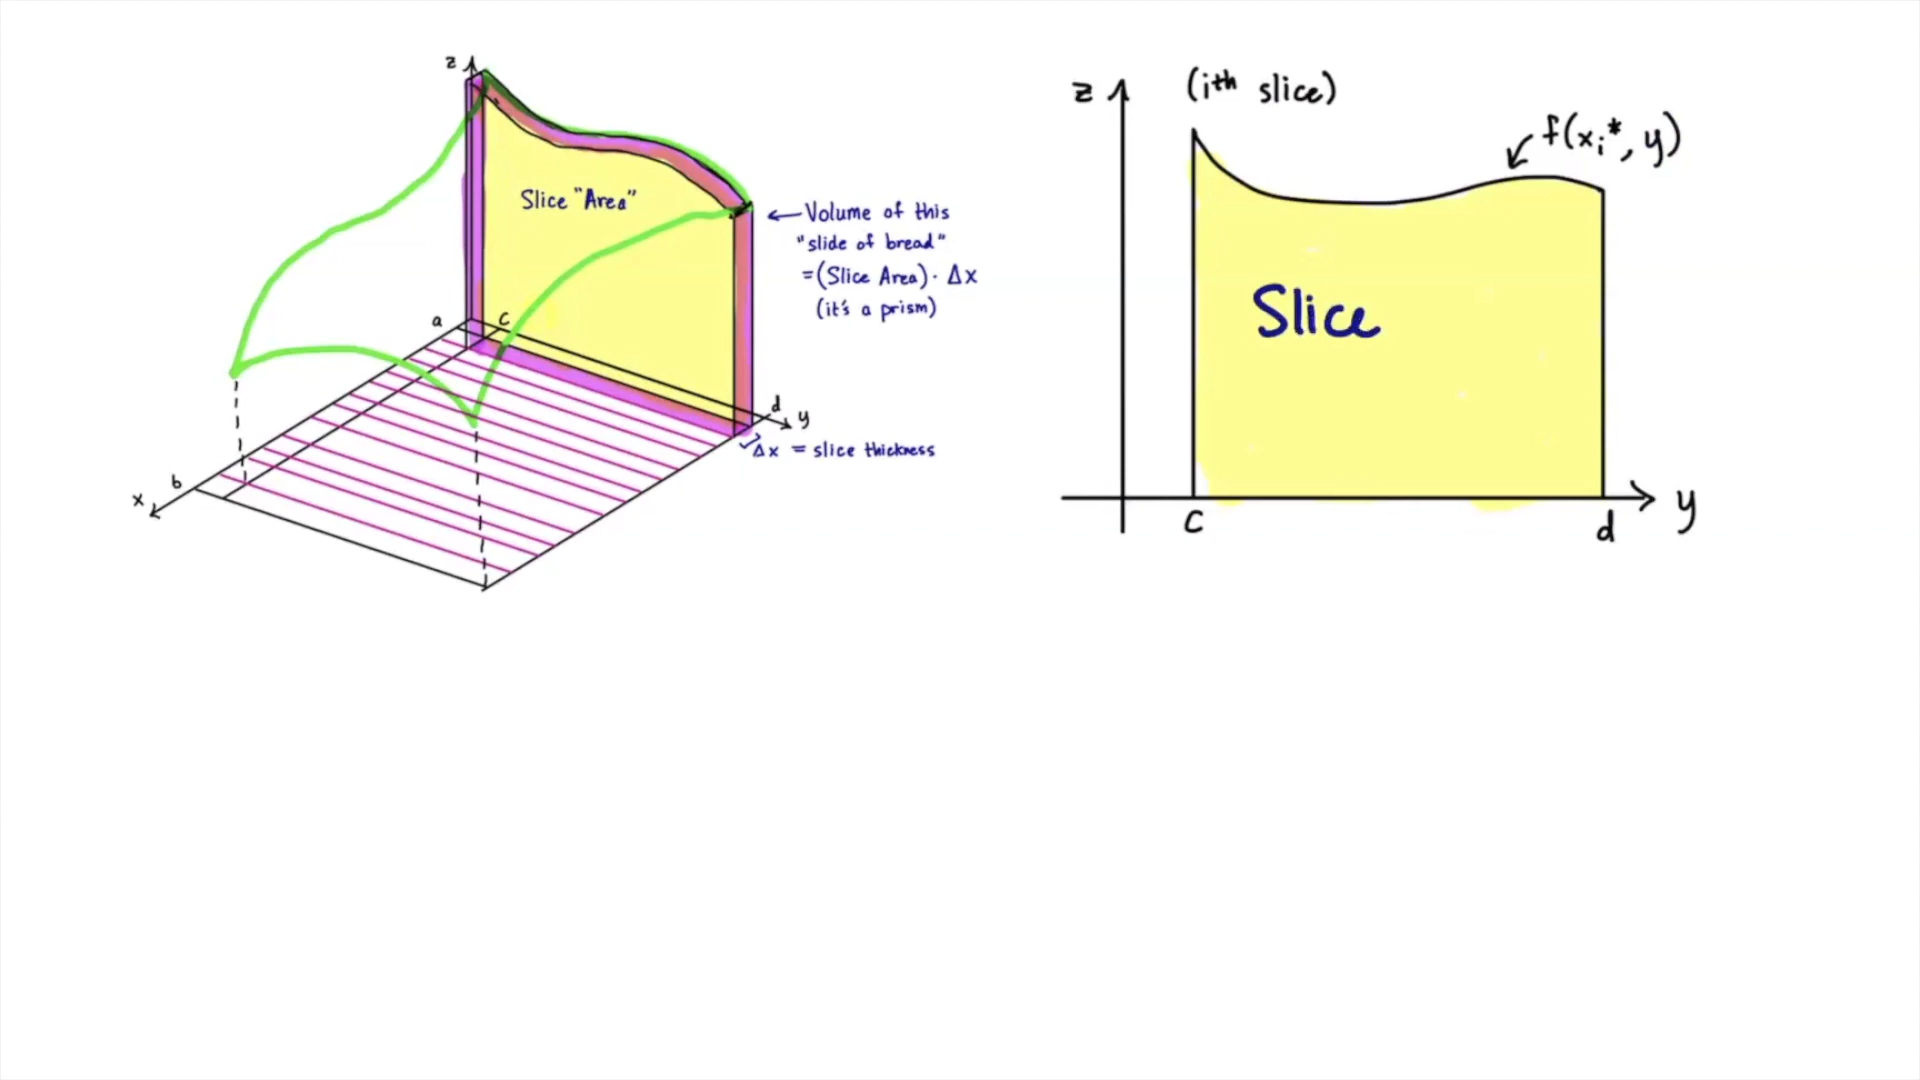 z
Slice "Area"
←Volume of this
"slide of bread"
=(Slice Area)· Δx
(it's a prism)
a
c
d
y
Δx = slice thickness
b
x
z
(iᵗʰ slice)
f(xᵢ*, y)
Slice
c
d
y